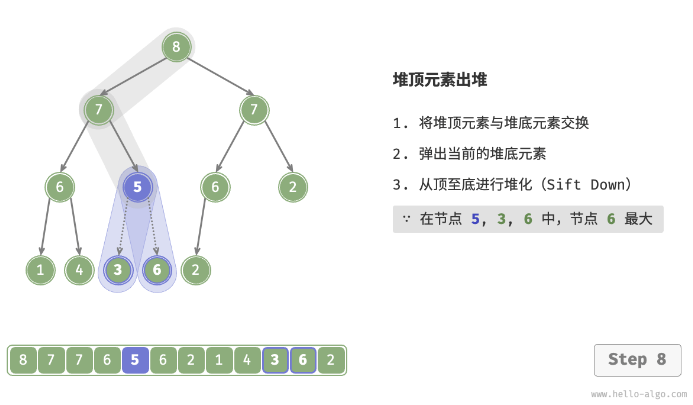 8
堆顶元素出堆
7
7
1. 将堆顶元素与堆底元素交换
2. 弹出当前的堆底元素
6
5
6
2
3. 从顶至底进行堆化（Sift Down）
∵ 在节点 5, 3, 6 中，节点 6 最大
1
4
3
6
2
8 7 7 6 5 6 2 1 4 3 6 2
Step 8
www.hello-algo.com